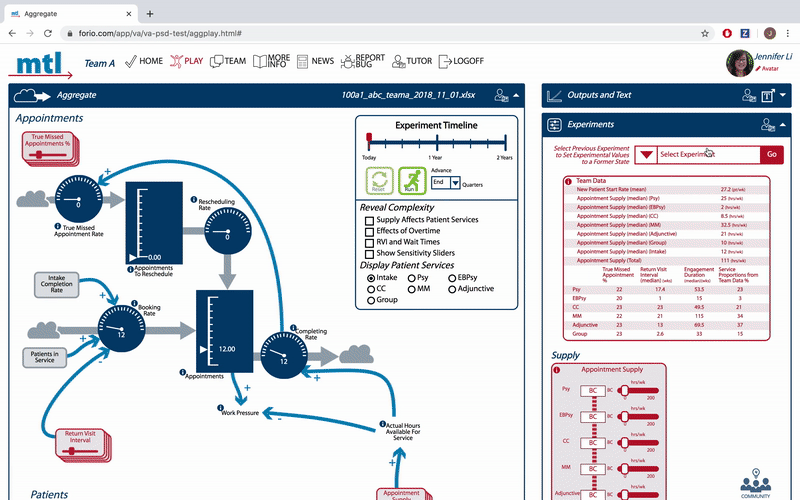 Aggregate
forio.com/app/va/va-psd-test/aggplay.html#
J
mtl
Team A
HOME
PLAY
TEAM
MORE INFO
NEWS
REPORT BUG
TUTOR
LOGOFF
Jennifer Li
Avatar
Aggregate
100a1_abc_teama_2018_11_01.xlsx
Appointments
True Missed
Appointments %
0
True Missed
Appointment Rate
0.00
Appointments
To Reschedule
Rescheduling
Rate
0
Intake
Completion
Rate
Patients in
Service
Booking
Rate
12
12.00
Appointments
Completing
Rate
12
Return Visit
Interval
Work Pressure
Actual Hours
Available For
Service
Appointment
Supply
Patients
+
+
+
-
+
-
+
+
Experiment Timeline
Today
1 Year
2 Years
Reset
Run
Advance
End
Quarters
Reveal Complexity
Supply Affects Patient Services
Effects of Overtime
RVI and Wait Times
Show Sensitivity Sliders
Display Patient Services
Intake
Psy
EBPsy
CC
MM
Adjunctive
Group
Outputs and Text
Experiments
Select Previous Experiment
to Set Experimental Values
to a Former State
Select Experiment
Go
Team Data
New Patient Start Rate (mean) 27.2 (pt/wk)
Appointment Supply (median) (Psy) 25 (hrs/wk)
Appointment Supply (median) (EBPsy) 2 (hrs/wk)
Appointment Supply (median) (CC) 8.5 (hrs/wk)
Appointment Supply (median) (MM) 32.5 (hrs/wk)
Appointment Supply (median) (Adjunctive) 21 (hrs/wk)
Appointment Supply (median) (Group) 10 (hrs/wk)
Appointment Supply (median) (Intake) 12 (hrs/wk)
Appointment Supply (Total) 111 (hrs/wk)
True Missed Appointment %
Return Visit Interval (median) (wks)
Engagement Duration (median)(wks)
Service Proportions from Team Data %
Psy 22 17.4 53.5 23
EBPsy 20 1 15 3
CC 23 23 49.5 21
MM 22 21 115 34
Adjunctive 23 13 69.5 37
Group 23 2.6 33 15
Supply
Appointment Supply
Psy BC BC hrs/wk 0 200
EBPsy BC BC hrs/wk 0 200
CC BC BC hrs/wk 0 200
MM BC BC hrs/wk 0 200
Adjunctive BC BC hrs/wk
COMMUNITY